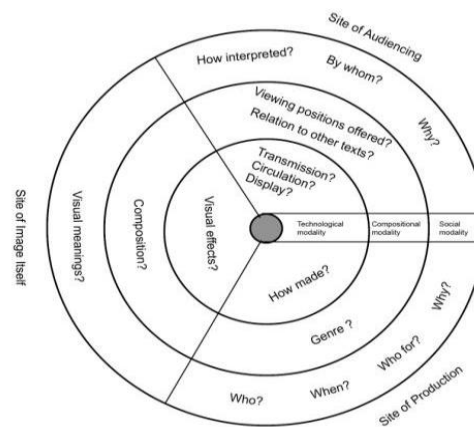 Site of Audiencing
How interpreted?
By whom?
Why?
Viewing positions offered?
Relation to other texts?
Transmission?
Circulation?
Display?
Site of Image Itself
Visual meanings?
Composition?
Visual effects?
Technological
modality
Compositional
modality
Social
modality
How made?
Genre ?
Why?
Who for?
When?
Who?
Site of Production